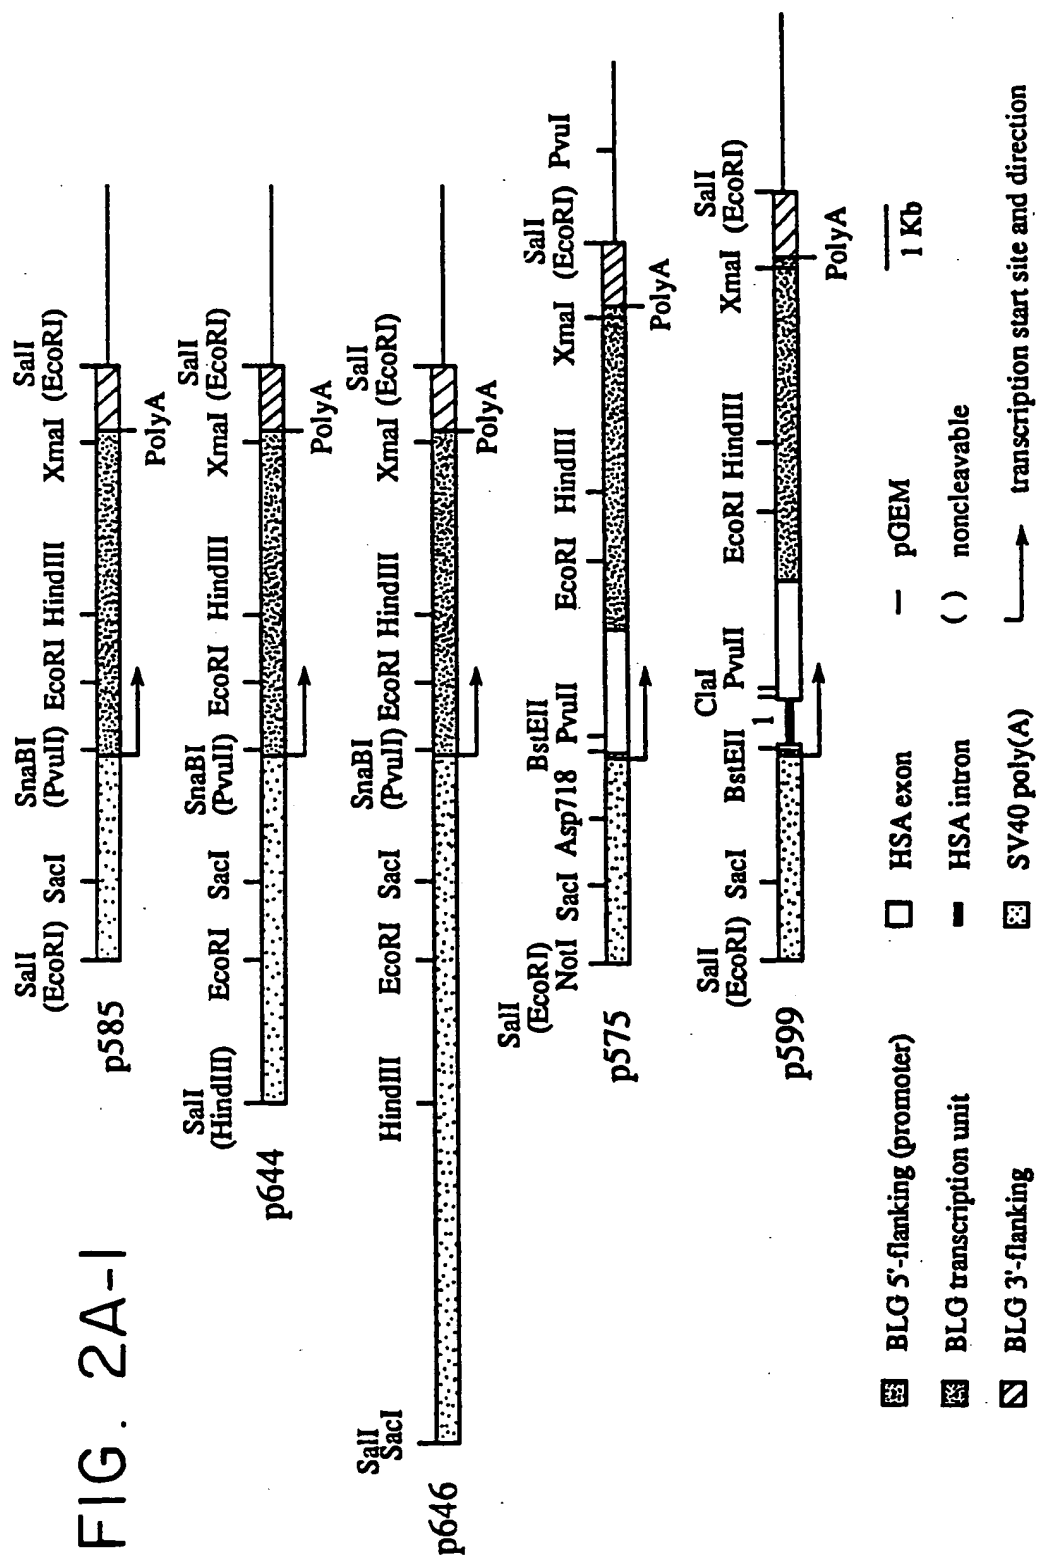 FIG. 2A-1
SalI
(EcoRI) SacI
SnaBI
(PvuII) EcoRI HindIII
XmaI
SalI
(EcoRI)
p585
PolyA
SalI
(HindIII)
EcoRI
SacI
SnaBI
(PvuII)
EcoRI
HindIII
XmaI
SalI
(EcoRI)
p644
PolyA
SalI
SacI
HindIII
EcoRI
SacI
SnaBI
(PvuII)
EcoRI HindIII
XmaI
SalI
(EcoRI)
p646
PolyA
SalI
(EcoRI)
NotI
SacI
Asp718
BstEII
PvuII
EcoRI
HindIII
XmaI
SalI
(EcoRI)
PvuI
p575
PolyA
SalI
(EcoRI)
SacI
BstEII
1
ClaI
PvuII
EcoRI HindIII
XmaI
SalI
(EcoRI)
p599
PolyA
BLG 5'-flanking (promoter)
HSA exon
pGEM
1 Kb
BLG transcription unit
HSA intron
( ) noncleavable
BLG 3'-flanking
SV40 poly(A)
transcription start site and direction